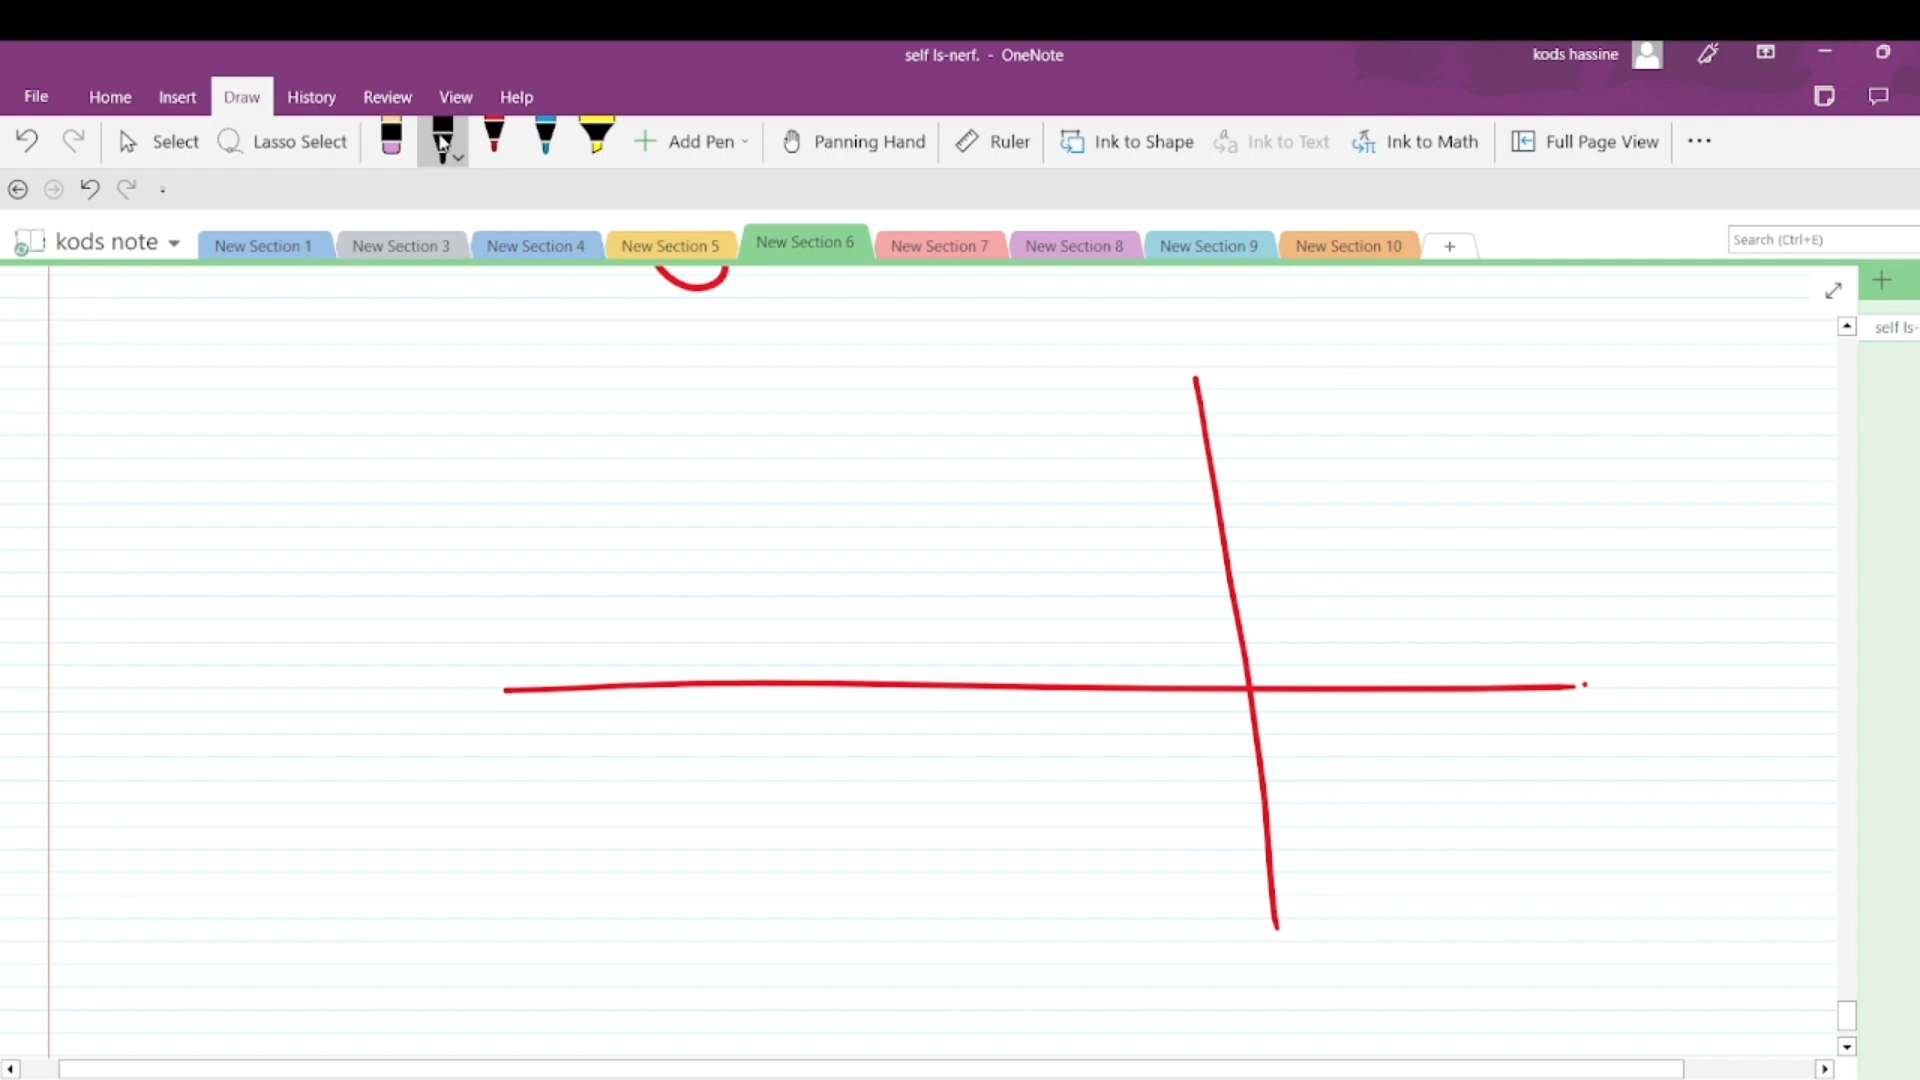 self ls-nerf. - OneNote
kods hassine
File Home Insert Draw History Review View Help
Select Lasso Select Add Pen Panning Hand Ruler Ink to Shape Ink to Text Ink to Math Full Page View
kods note New Section 1 New Section 3 New Section 4 New Section 5 New Section 6 New Section 7 New Section 8 New Section 9 New Section 10 Search (Ctrl+E)
self ls-